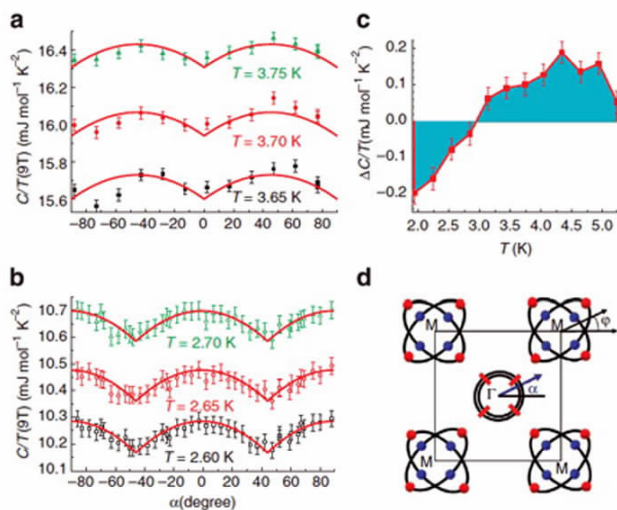 a
C/T(9T) (mJ mol⁻¹ K⁻²)
16.4
16.0
15.8
15.6
T = 3.75 K
T = 3.70 K
T = 3.65 K
−80 −60 −40 −20 0 20 40 60 80
b
C/T(9T) (mJ mol⁻¹ K⁻²)
10.7
10.6
10.5
10.4
10.3
10.2
10.1
T = 2.70 K
T = 2.65 K
T = 2.60 K
−80 −60 −40 −20 0 20 40 60 80
α(degree)
c
ΔC/T(mJ mol⁻¹ K⁻²)
0.2
0.1
0.0
−0.1
−0.2
2.0 2.5 3.0 3.5 4.0 4.5 5.0
T (K)
d
M M
φ
Γ α
M M